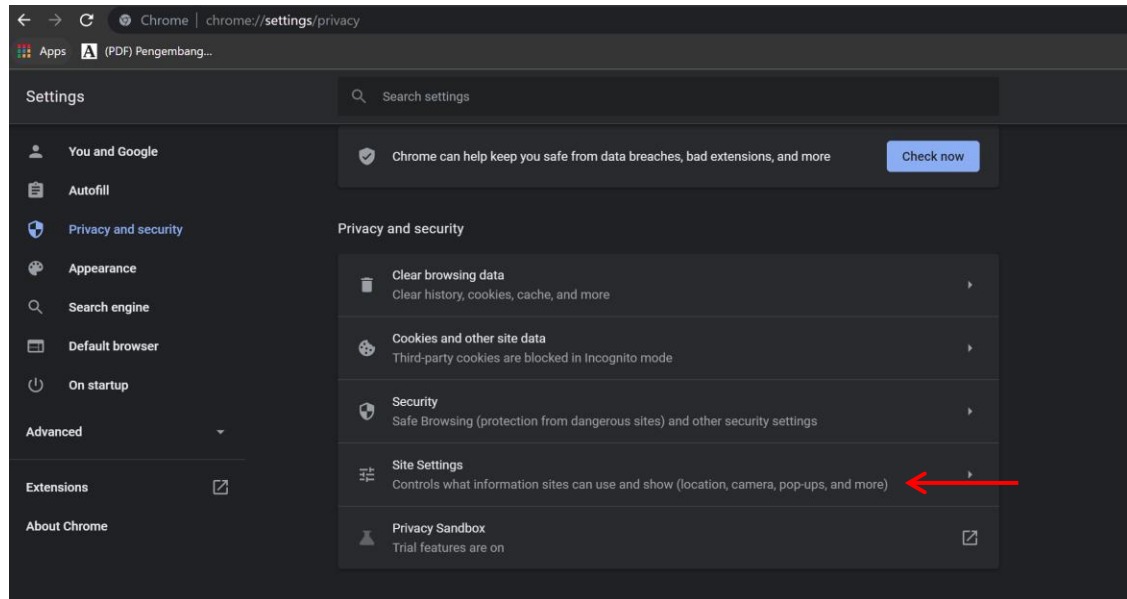 Chrome | chrome://settings/privacy
Apps (PDF) Pengembang...
Settings
Search settings
You and Google
Autofill
Privacy and security
Appearance
Search engine
Default browser
On startup
Advanced
Extensions
About Chrome
Chrome can help keep you safe from data breaches, bad extensions, and more
Check now
Privacy and security
Clear browsing data
Clear history, cookies, cache, and more
Cookies and other site data
Third-party cookies are blocked in Incognito mode
Security
Safe Browsing (protection from dangerous sites) and other security settings
Site Settings
Controls what information sites can use and show (location, camera, pop-ups, and more)
Privacy Sandbox
Trial features are on